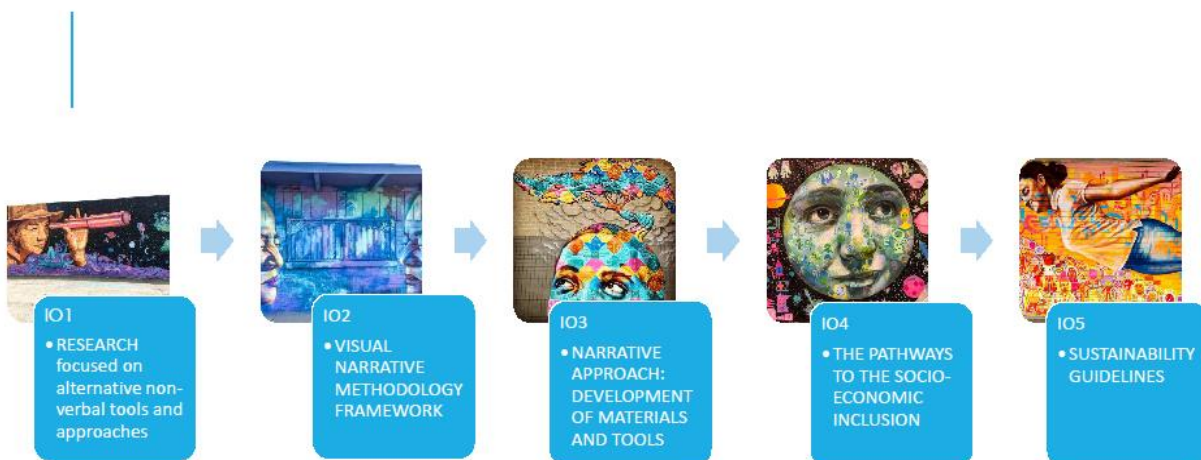 IO1
• RESEARCH
focused on
alternative non-
verbal tools and
approaches
IO2
• VISUAL
NARRATIVE
METHODOLOGY
FRAMEWORK
IO3
• NARRATIVE
APPROACH:
DEVELOPMENT
OF MATERIALS
AND TOOLS
IO4
• THE PATHWAYS
TO THE SOCIO-
ECONOMIC
INCLUSION
IO5
• SUSTAINABILITY
GUIDELINES